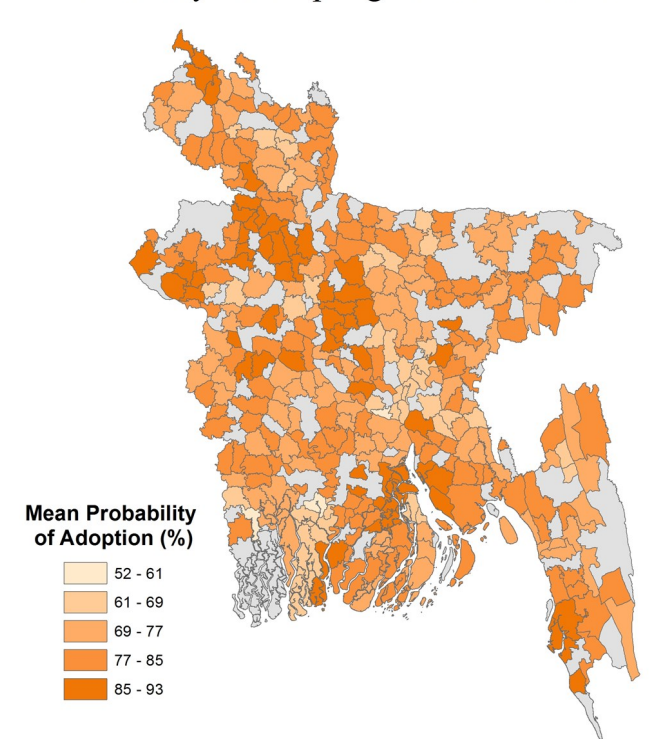 Mean Probability
of Adoption (%)
52 - 61
61 - 69
69 - 77
77 - 85
85 - 93